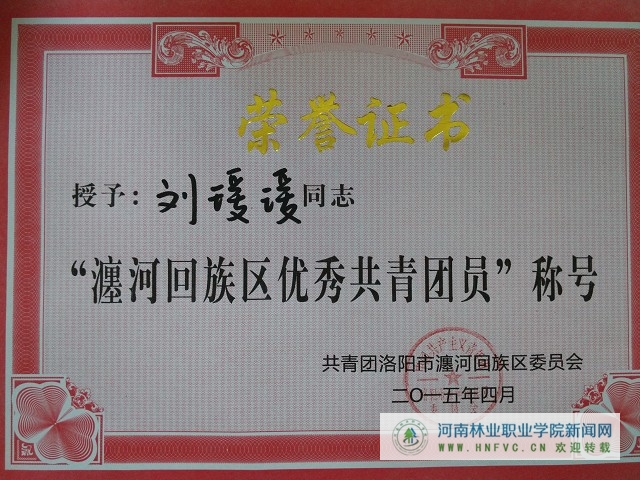 荣誉证书
授予：刘瑗瑗同志
“瀍河回族区优秀共青团员”称号
共青团洛阳市瀍河回族区委员会
二〇一五年四月
河南林业职业学院新闻网
WWW.HNFVC.CN 欢迎转载